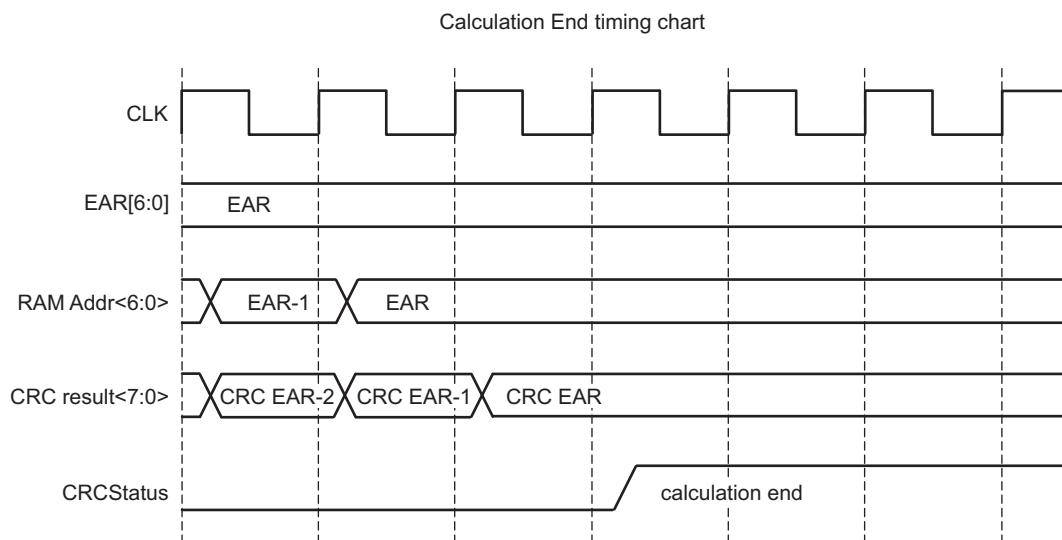 Calculation End timing chart
CLK
EAR[6:0] EAR
RAM Addr<6:0> EAR-1 EAR
CRC result<7:0> CRC EAR-2 CRC EAR-1 CRC EAR
CRCStatus calculation end